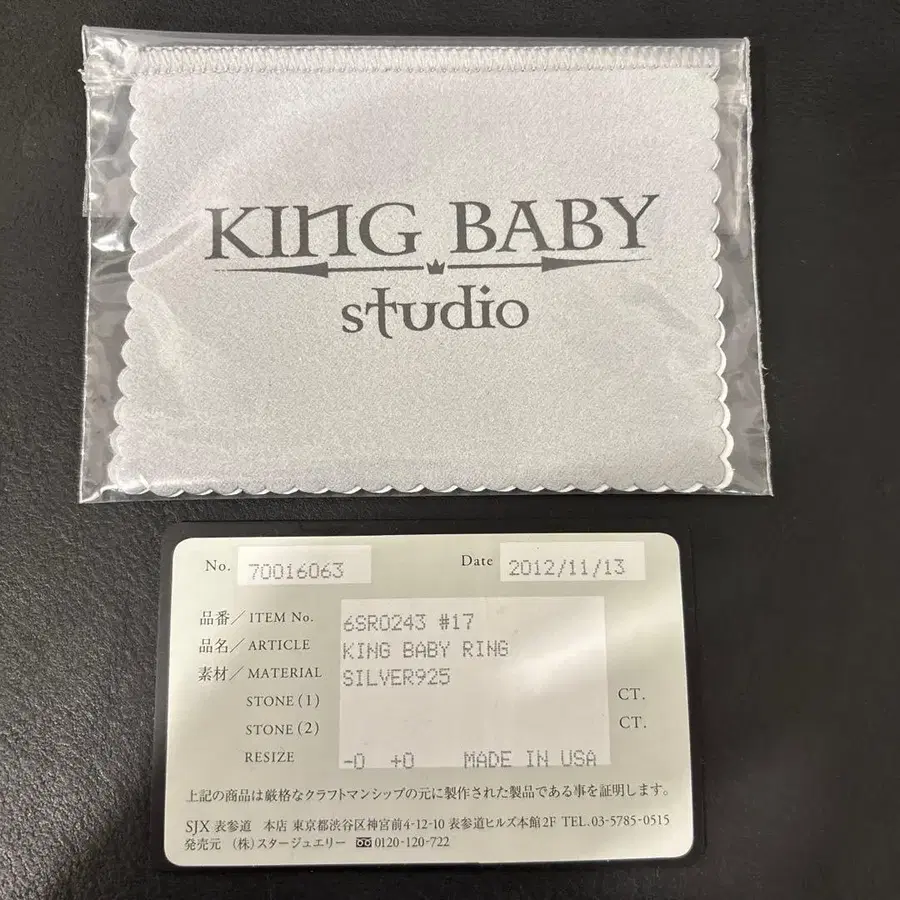 KING BABY
studio
No. 70016063 Date 2012/11/13
品番／ITEM No. 6SR0243 #17
品名／ARTICLE KING BABY RING
素材／MATERIAL SILVER925
STONE (1) CT.
STONE (2) CT.
RESIZE -0 +0 MADE IN USA
上記の商品は厳格なクラフトマンシップの元に製作された製品である事を証明します。
SJX 表参道 本店 東京都渋谷区神宮前4-12-10 表参道ヒルズ本館2F TEL.03-5785-0515
発売元 （株）スタージュエリー 0120-120-722